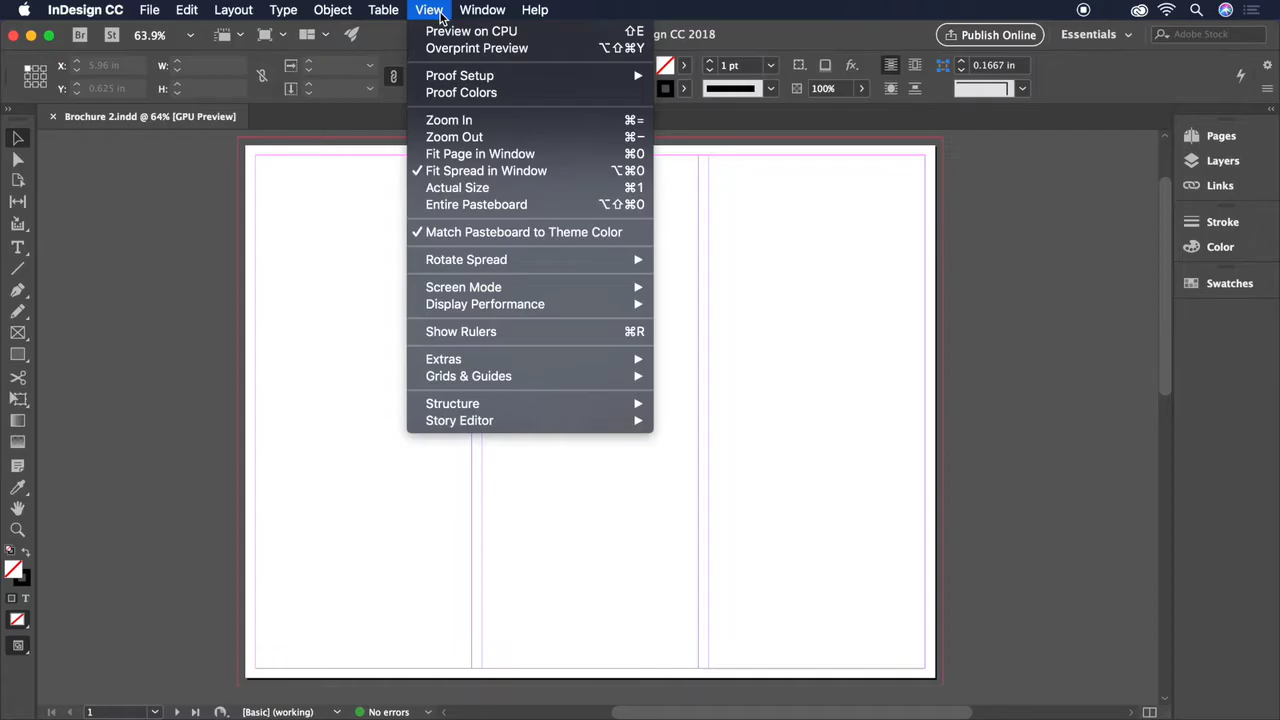 InDesign CC File Edit Layout Type Object Table View Window Help
Br St 63.9% Design CC 2018 Publish Online Essentials Adobe Stock
X: 5.96 in W: 1 pt fx. 0.1667 in
Y: 0.625 in H: 100%
Brochure 2.indd @ 64% [GPU Preview]
Preview on CPU ⇧E
Overprint Preview ⌥⇧⌘Y
Proof Setup
Proof Colors
Zoom In ⌘=
Zoom Out ⌘−
Fit Page in Window ⌘0
✓ Fit Spread in Window ⌥⌘0
Actual Size ⌘1
Entire Pasteboard ⌥⇧⌘0
✓ Match Pasteboard to Theme Color
Rotate Spread
Screen Mode
Display Performance
Show Rulers ⌘R
Extras
Grids & Guides
Structure
Story Editor
Pages
Layers
Links
Stroke
Color
Swatches
1 [Basic] (working) No errors